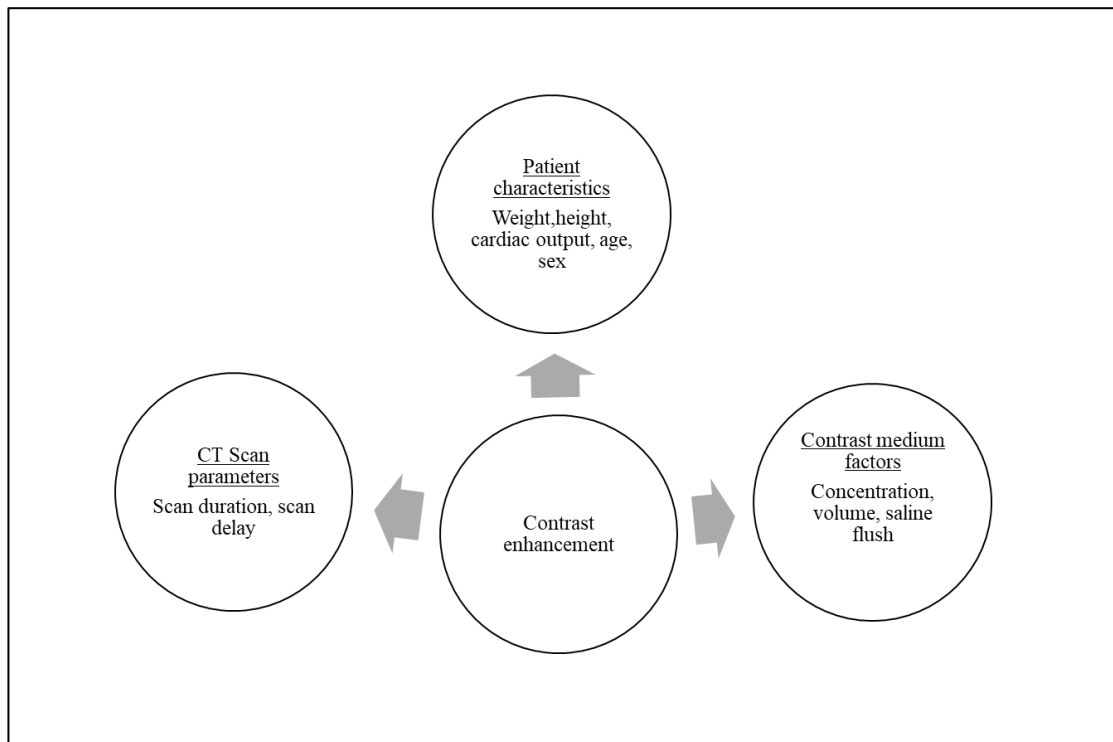 Patient
characteristics
Weight,height,
cardiac output, age,
sex
CT Scan
parameters
Scan duration, scan
delay
Contrast
enhancement
Contrast medium
factors
Concentration,
volume, saline
flush